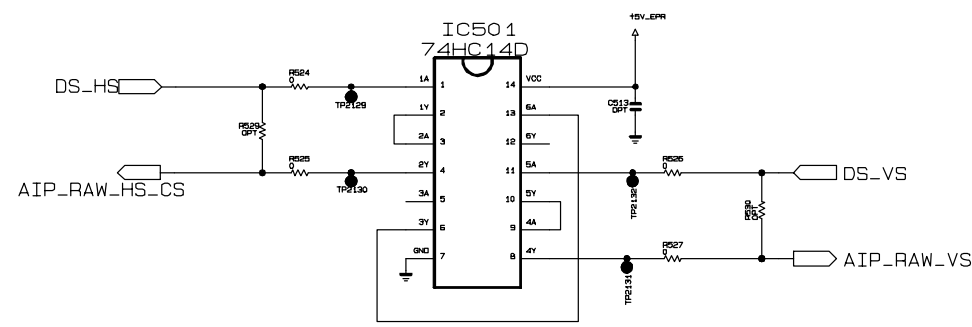 +5V_EPR
IC501
74HC14D
DS_HS
R524
0
TP2129
R529
OPT
AIP_RAW_HS_CS
R525
0
TP2130
1A 1
1Y 2
2A 3
2Y 4
3A 5
3Y 6
GND 7
14 VCC
13 6A
12 6Y
11 5A
10 5Y
9 4A
8 4Y
C513
OPT
R526
0
TP2132
DS_VS
R530
OPT
R527
0
TP2131
AIP_RAW_VS